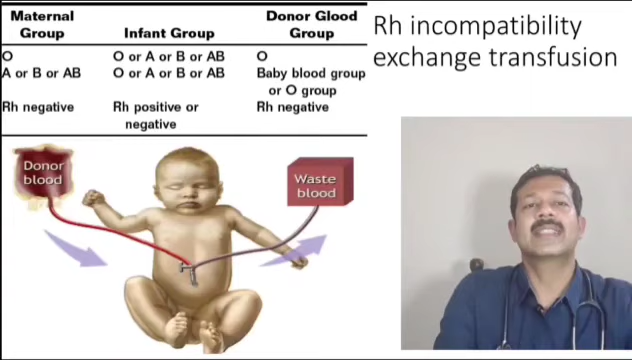 Maternal Group Infant Group Donor Glood Group
O O or A or B or AB O
A or B or AB O or A or B or AB Baby blood group
or O group
Rh negative Rh positive or negative Rh negative
Rh incompatibility
exchange transfusion
Donor
blood
Waste
blood